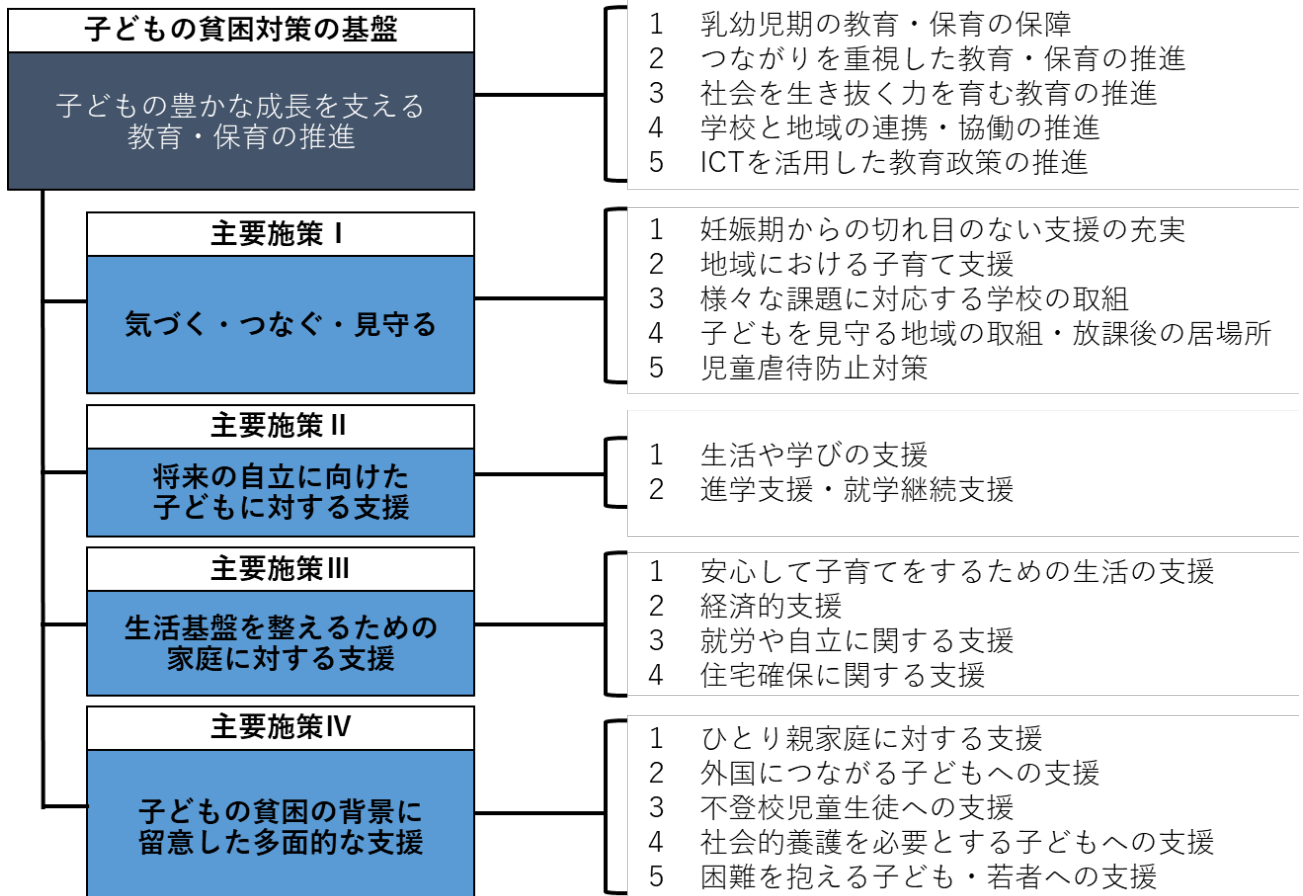 子どもの貧困対策の基盤
子どもの豊かな成長を支える
教育・保育の推進
1 乳幼児期の教育・保育の保障
2 つながりを重視した教育・保育の推進
3 社会を生き抜く力を育む教育の推進
4 学校と地域の連携・協働の推進
5 ICTを活用した教育政策の推進
主要施策Ⅰ
気づく・つなぐ・見守る
1 妊娠期からの切れ目のない支援の充実
2 地域における子育て支援
3 様々な課題に対応する学校の取組
4 子どもを見守る地域の取組・放課後の居場所
5 児童虐待防止対策
主要施策Ⅱ
将来の自立に向けた
子どもに対する支援
1 生活や学びの支援
2 進学支援・就学継続支援
主要施策Ⅲ
生活基盤を整えるための
家庭に対する支援
1 安心して子育てをするための生活の支援
2 経済的支援
3 就労や自立に関する支援
4 住宅確保に関する支援
主要施策Ⅳ
子どもの貧困の背景に
留意した多面的な支援
1 ひとり親家庭に対する支援
2 外国につながる子どもへの支援
3 不登校児童生徒への支援
4 社会的養護を必要とする子どもへの支援
5 困難を抱える子ども・若者への支援